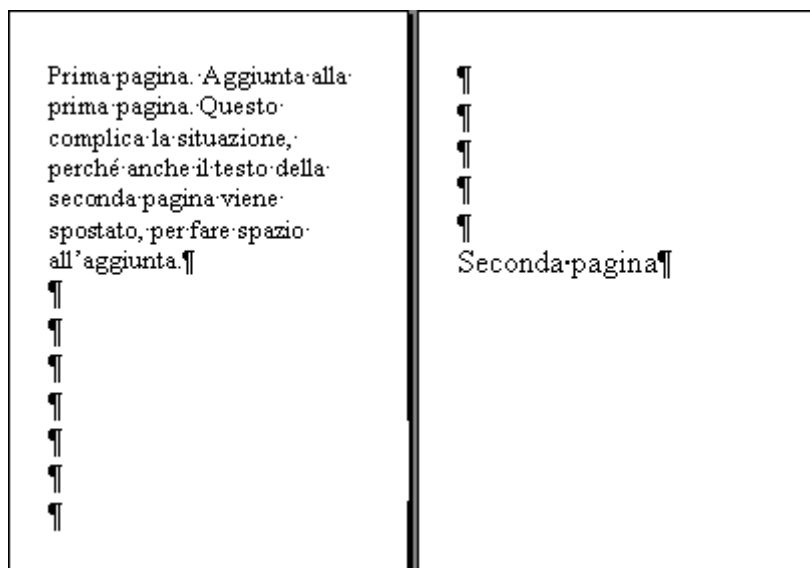 Prima·pagina.·Aggiunta·alla·
prima·pagina.·Questo·
complica·la·situazione,·
perché·anche·il·testo·della·
seconda·pagina·viene·
spostato,·per·fare·spazio·
all’aggiunta.¶
¶
¶
¶
¶
¶
¶
¶
¶
¶
¶
¶
¶
Seconda·pagina¶